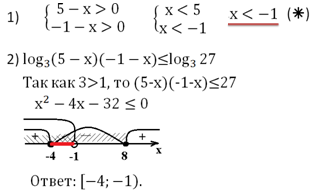 1) { 5 − x > 0 −1 − x > 0 { x < 5 x < −1 x < −1 (*)
2) log₃(5 − x)(−1 − x)≤log₃ 27
Так как 3>1, то (5-x)(-1-x)≤27
x² − 4x − 32 ≤ 0
+ − +
-4 -1 8 x
Ответ: [−4; −1).